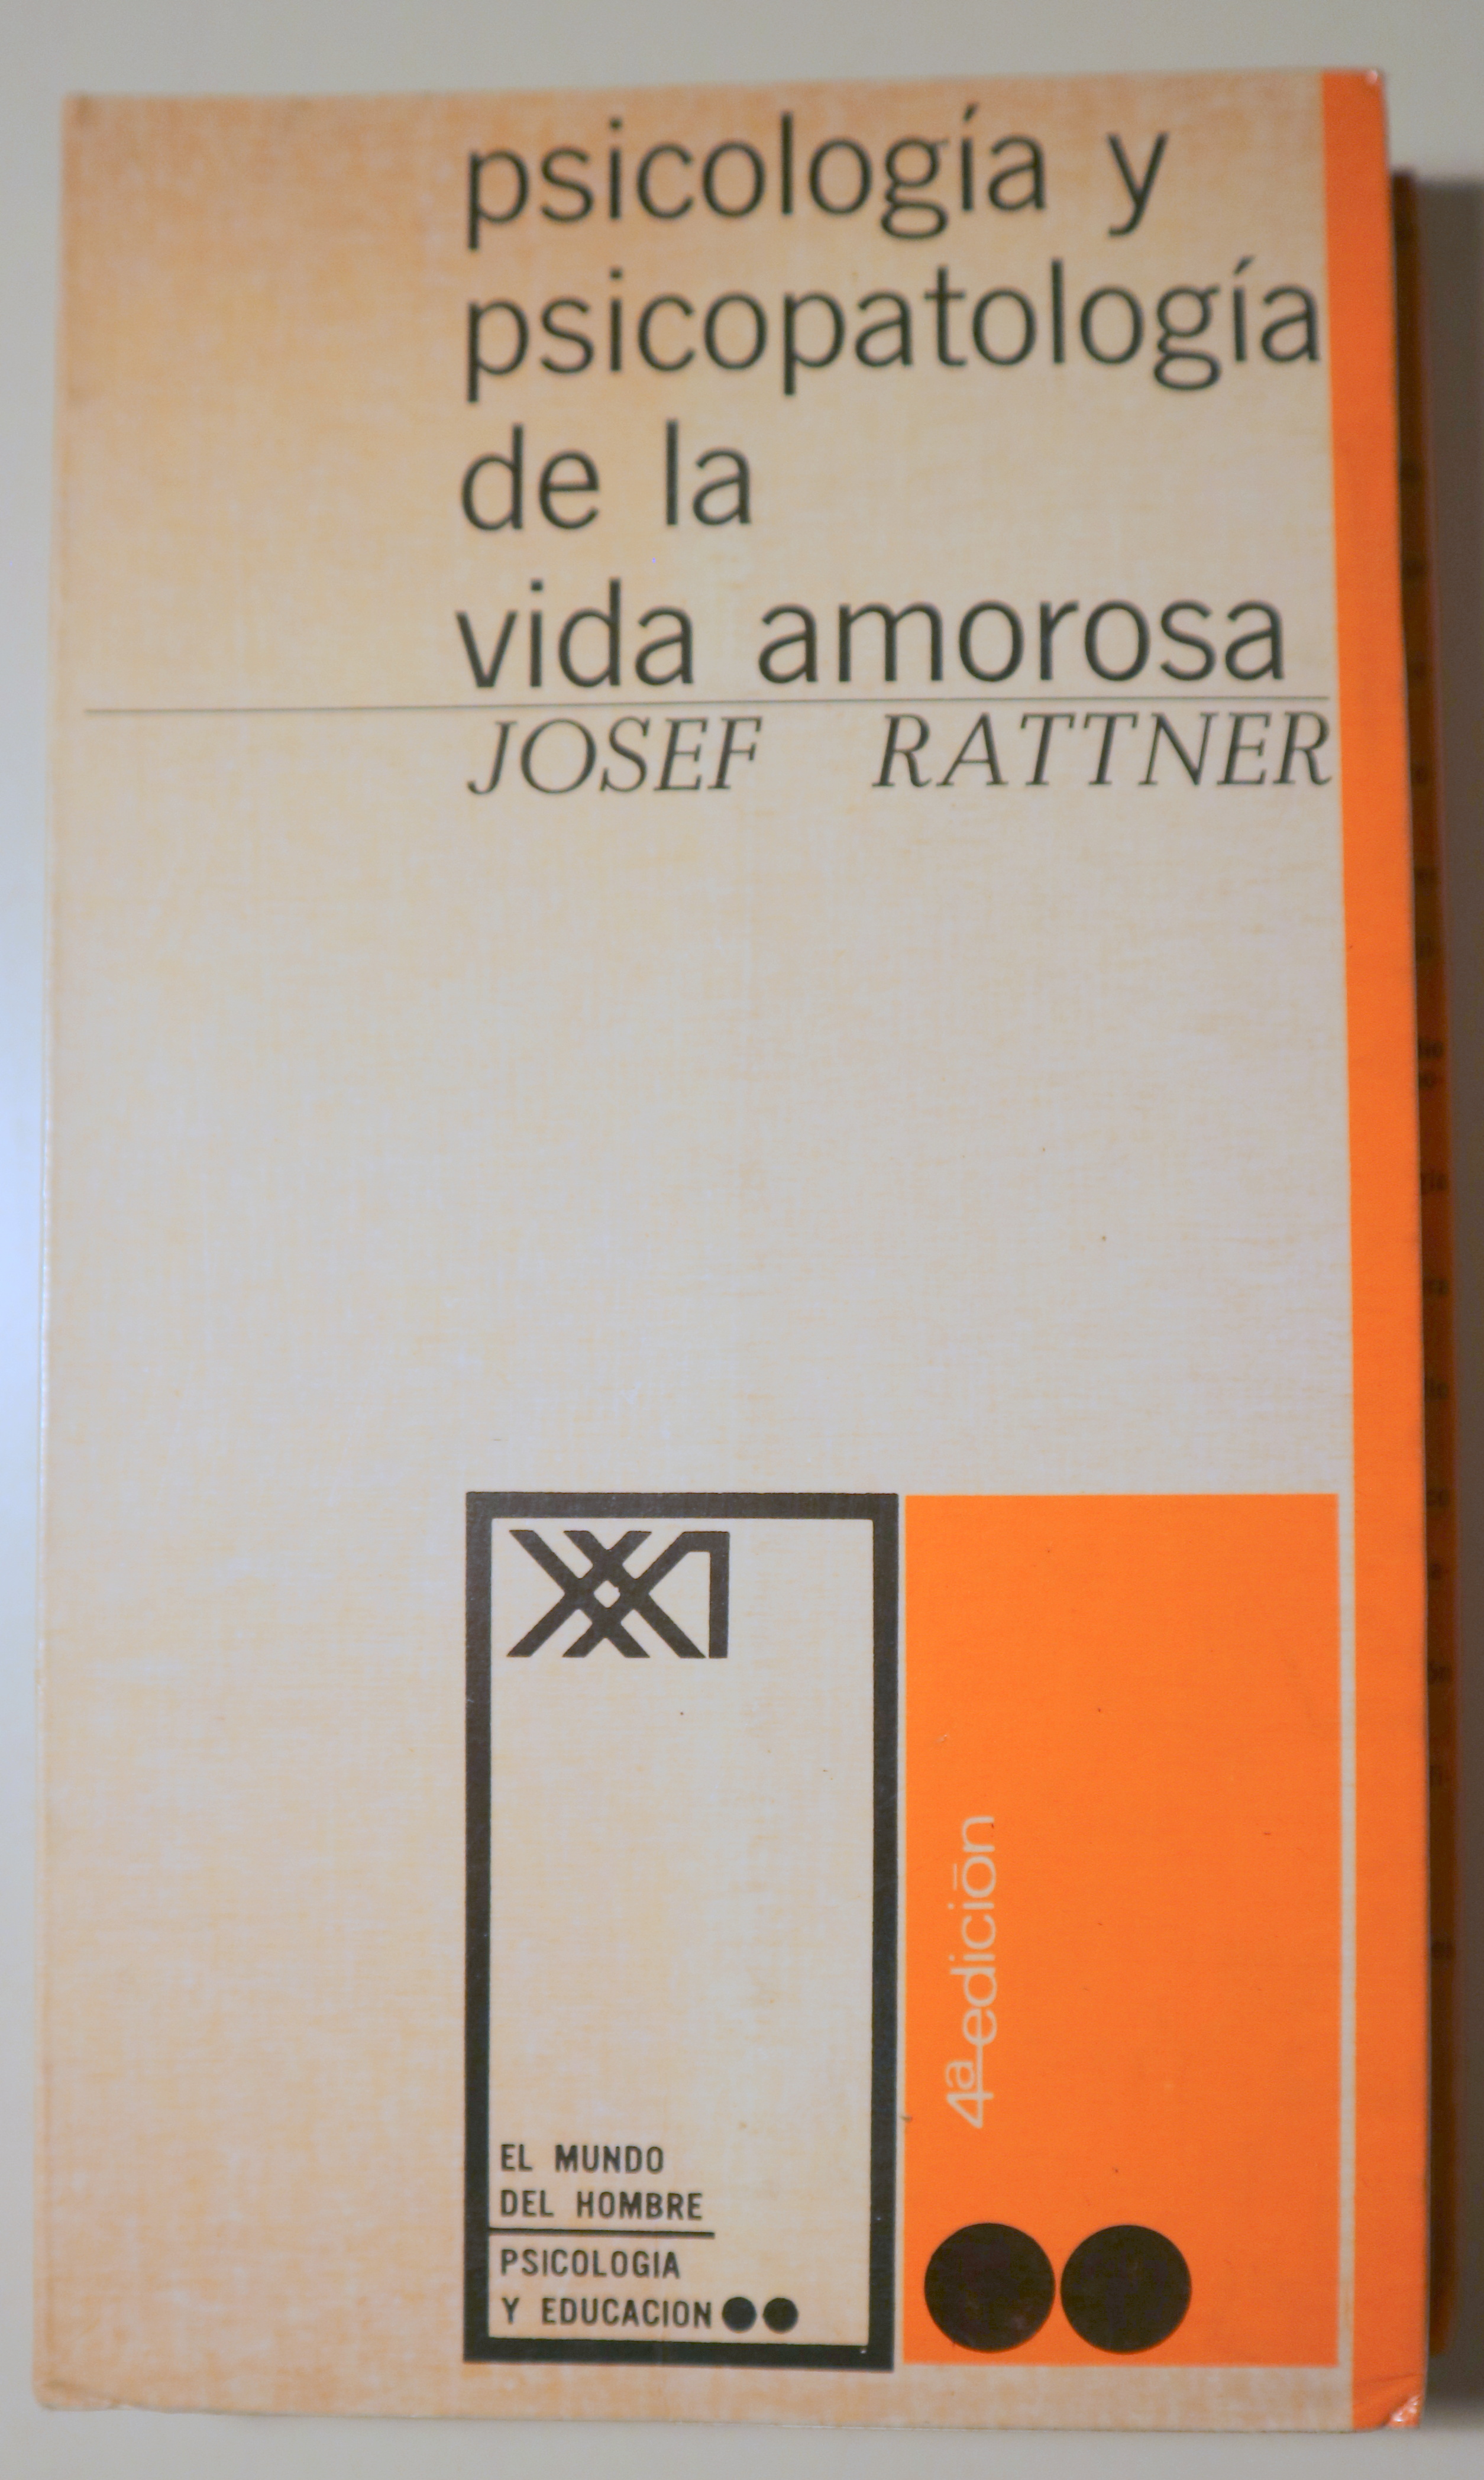 psicología y
psicopatología
de la
vida amorosa
JOSEF RATTNER
XXI
4ª edición
EL MUNDO
DEL HOMBRE
PSICOLOGIA
Y EDUCACION